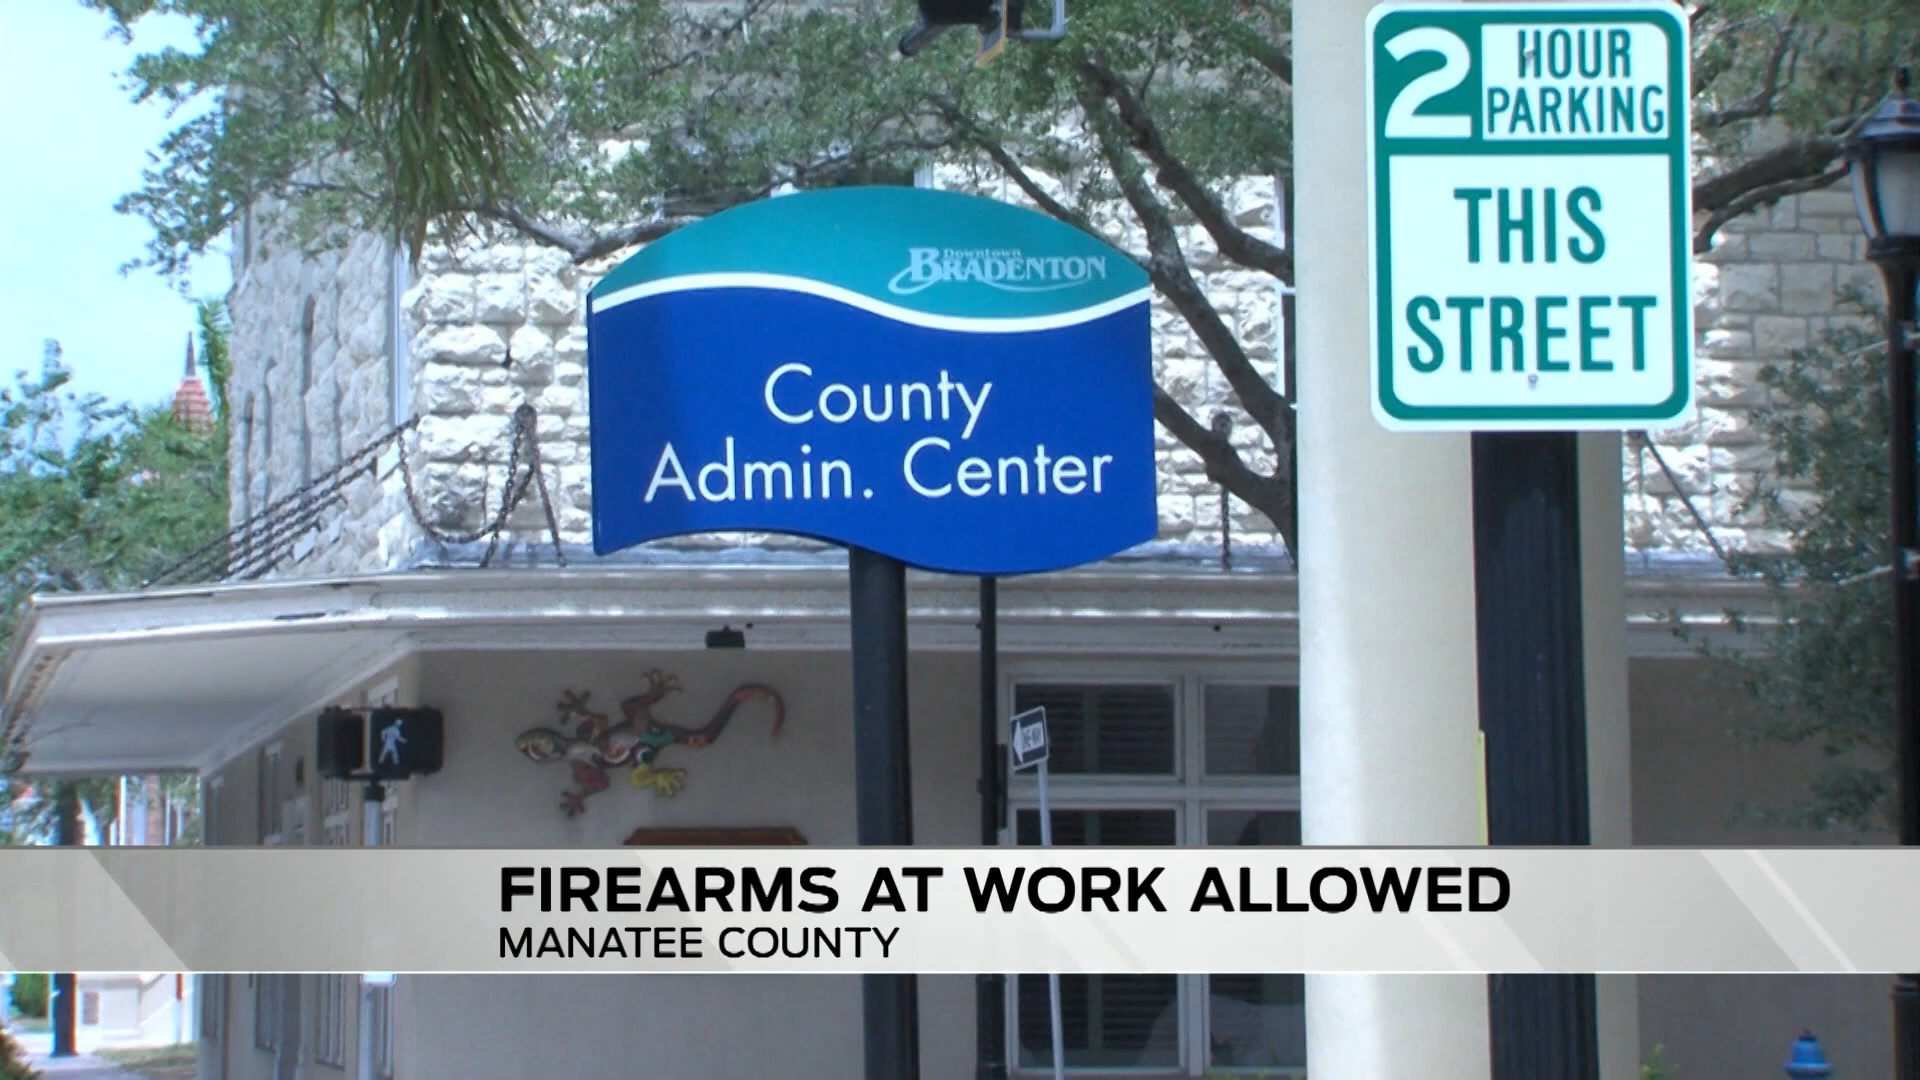 2 HOUR
PARKING
THIS
STREET
Downtown
BRADENTON
County
Admin. Center
FIREARMS AT WORK ALLOWED
MANATEE COUNTY